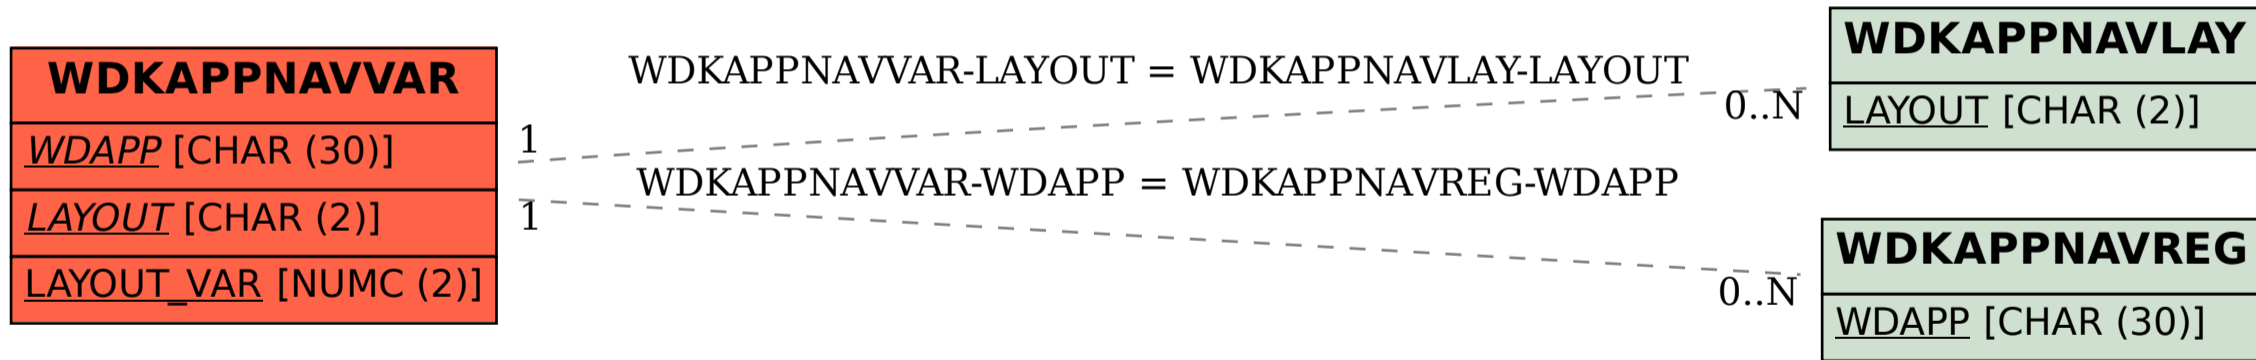 WDKAPPNAVVAR
WDAPP [CHAR (30)]
LAYOUT [CHAR (2)]
LAYOUT_VAR [NUMC (2)]
WDKAPPNAVVAR-LAYOUT = WDKAPPNAVLAY-LAYOUT
1
0..N
WDKAPPNAVVAR-WDAPP = WDKAPPNAVREG-WDAPP
1
0..N
WDKAPPNAVLAY
LAYOUT [CHAR (2)]
WDKAPPNAVREG
WDAPP [CHAR (30)]